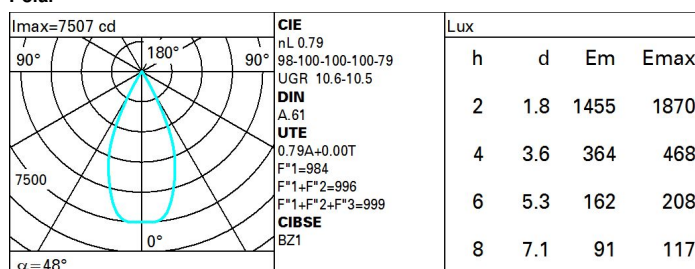 Imax=7507 cd
90°
180°
90°
7500
0°
α=48°
CIE
nL 0.79
98-100-100-100-79
UGR 10.6-10.5
DIN
A.61
UTE
0.79A+0.00T
F"1=984
F"1+F"2=996
F"1+F"2+F"3=999
CIBSE
BZ1
Lux
h d Em Emax
2 1.8 1455 1870
4 3.6 364 468
6 5.3 162 208
8 7.1 91 117